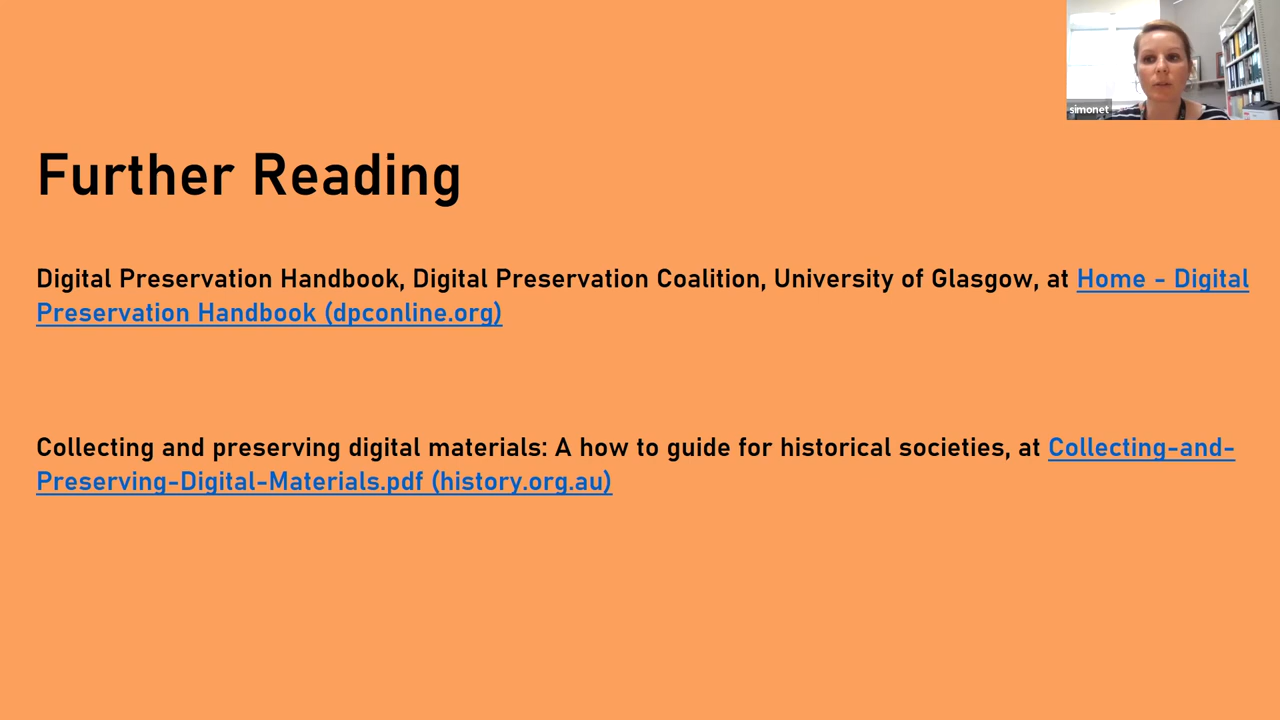 simonet
Further Reading
Digital Preservation Handbook, Digital Preservation Coalition, University of Glasgow, at Home - Digital
Preservation Handbook (dpconline.org)
Collecting and preserving digital materials: A how to guide for historical societies, at Collecting-and-
Preserving-Digital-Materials.pdf (history.org.au)